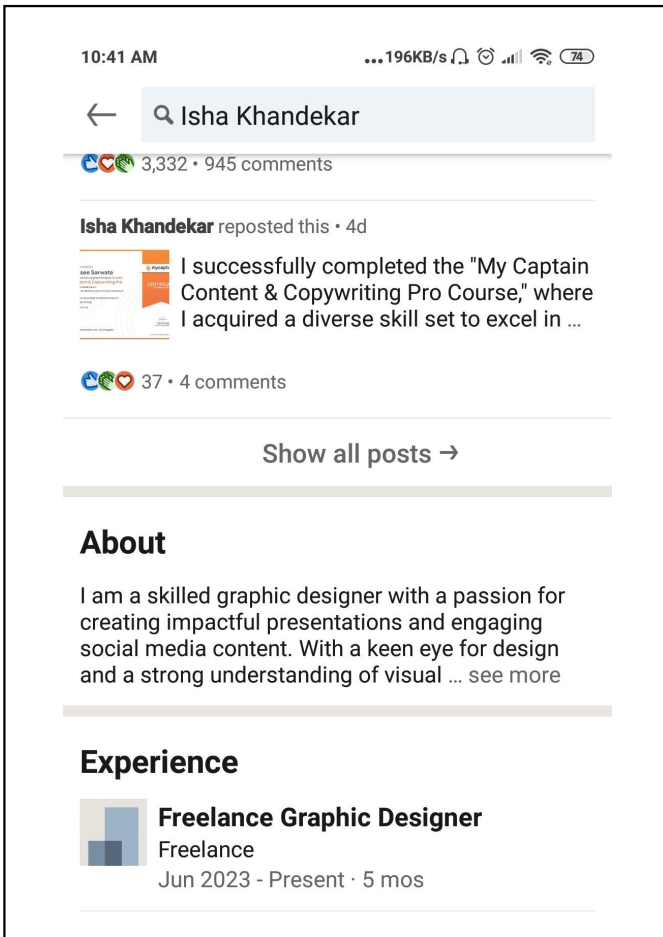 10:41 AM ...196KB/s 74
Isha Khandekar
3,332 • 945 comments
Isha Khandekar reposted this • 4d
see Sarwate
mycapta
CERTIFICA
I successfully completed the "My Captain
Content & Copywriting Pro Course," where
I acquired a diverse skill set to excel in ...
37 • 4 comments
Show all posts →
About
I am a skilled graphic designer with a passion for
creating impactful presentations and engaging
social media content. With a keen eye for design
and a strong understanding of visual ... see more
Experience
Freelance Graphic Designer
Freelance
Jun 2023 - Present · 5 mos